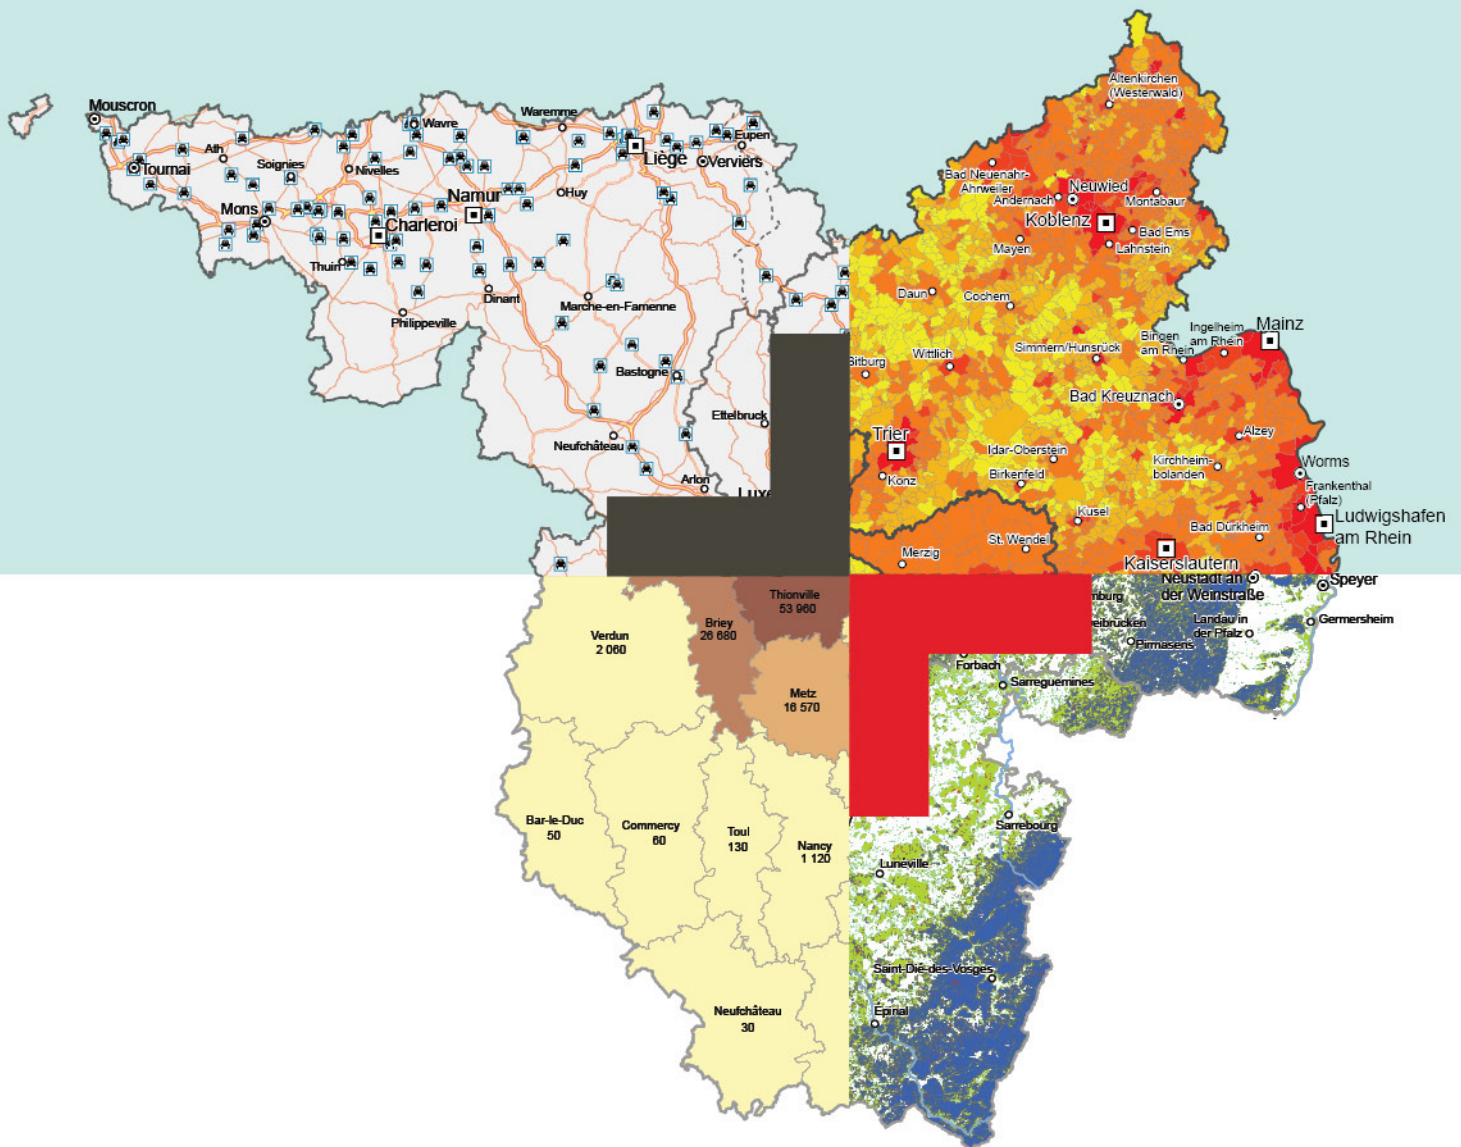 Mouscron
Tournai
Ath
Soignies
Mons
Nivelles
Wavre
Waremme
Liège
Verviers
Eupen
Huy
Namur
Charleroi
Thuin
Dinant
Philippeville
Marche-en-Famenne
Bastogne
Neufchâteau
Arlon
Ettelbruck
Altenkirchen
(Westerwald)
Bad Neuenahr-
Ahrweiler
Neuwied
Andernach
Montabaur
Koblenz
Bad Ems
Lahnstein
Mayen
Daun
Cochem
Wittlich
Simmern/Hunsrück
Bingen
am Rhein
Ingelheim
am Rhein
Mainz
Bad Kreuznach
Alzey
Trier
Konz
Idar-Oberstein
Birkenfeld
Kirchheim-
bolanden
Worms
Frankenthal
(Pfalz)
Ludwigshafen
am Rhein
Kusel
Bad Dürkheim
Merzig
St. Wendel
Kaiserslautern
Neustadt an
der Weinstraße
Speyer
Germersheim
Landau in
der Pfalz
Pirmasens
Forbach
Sarreguemines
Sarrebourg
Lunéville
Saint-Dié-des-Vosges
Épinal
Thionville
53 960
Briey
26 680
Verdun
2 060
Metz
16 570
Bar-le-Duc
50
Commercy
60
Toul
130
Nancy
1 120
Neufchâteau
30